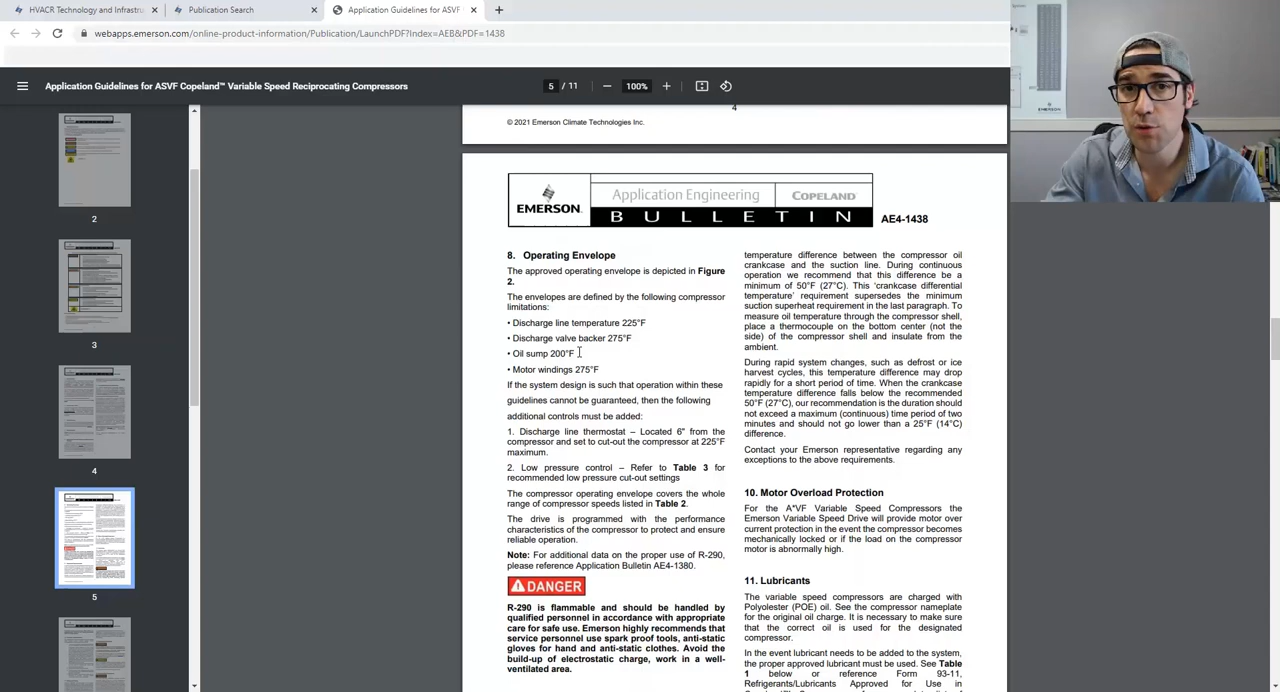 HVACR Technology and Infrastru
Publication Search
Application Guidelines for ASVF
webapps.emerson.com/online-product-information/Publication/LaunchPDF?Index=AEB&PDF=1438
Application Guidelines for ASVF Copeland™ Variable Speed Reciprocating Compressors
5 / 11
100%
2
3
4
5
4
© 2021 Emerson Climate Technologies Inc.
EMERSON.
Application Engineering
COPELAND
BULLETIN
AE4-1438
8. Operating Envelope
The approved operating envelope is depicted in Figure
2.
The envelopes are defined by the following compressor
limitations:
• Discharge line temperature 225°F
• Discharge valve backer 275°F
• Oil sump 200°F
• Motor windings 275°F
If the system design is such that operation within these
guidelines cannot be guaranteed, then the following
additional controls must be added:
1. Discharge line thermostat – Located 6" from the
compressor and set to cut-out the compressor at 225°F
maximum.
2. Low pressure control – Refer to Table 3 for
recommended low pressure cut-out settings
The compressor operating envelope covers the whole
range of compressor speeds listed in Table 2.
The drive is programmed with the performance
characteristics of the compressor to protect and ensure
reliable operation.
Note: For additional data on the proper use of R-290,
please reference Application Bulletin AE4-1380.
DANGER
R-290 is flammable and should be handled by
qualified personnel in accordance with appropriate
care for safe use. Emerson highly recommends that
service personnel use spark proof tools, anti-static
gloves for hand and anti-static clothes. Avoid the
build-up of electrostatic charge, work in a well-
ventilated area.
temperature difference between the compressor oil
crankcase and the suction line. During continuous
operation we recommend that this difference be a
minimum of 50°F (27°C). This 'crankcase differential
temperature' requirement supersedes the minimum
suction superheat requirement in the last paragraph. To
measure oil temperature through the compressor shell,
place a thermocouple on the bottom center (not the
side) of the compressor shell and insulate from the
ambient.
During rapid system changes, such as defrost or ice
harvest cycles, this temperature difference may drop
rapidly for a short period of time. When the crankcase
temperature difference falls below the recommended
50°F (27°C), our recommendation is the duration should
not exceed a maximum (continuous) time period of two
minutes and should not go lower than a 25°F (14°C)
difference.
Contact your Emerson representative regarding any
exceptions to the above requirements.
10. Motor Overload Protection
For the A*VF Variable Speed Compressors the
Emerson Variable Speed Drive will provide motor over
current protection in the event the compressor becomes
mechanically locked or if the load on the compressor
motor is abnormally high.
11. Lubricants
The variable speed compressors are charged with
Polyolester (POE) oil. See the compressor nameplate
for the original oil charge. It is necessary to make sure
that the correct oil is used for the designated
compressor.
In the event lubricant needs to be added to the system,
the proper approved lubricant must be used. See Table
1 below or reference Form 93-11,
Refrigerants/Lubricants Approved for Use in